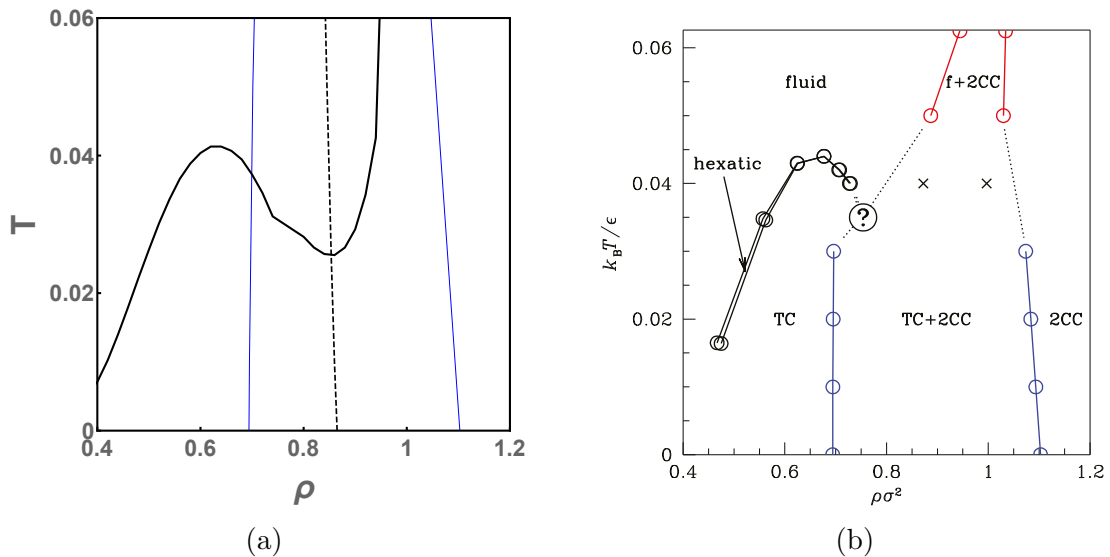 0.06
0.04
T
0.02
0
0.4
0.6
0.8
1
1.2
ρ
(a)
0.06
fluid
f+2CC
hexatic
0.04
?
k_B T/ϵ
0.02
TC
TC+2CC
2CC
0
0.4
0.6
0.8
1
1.2
ρσ²
(b)